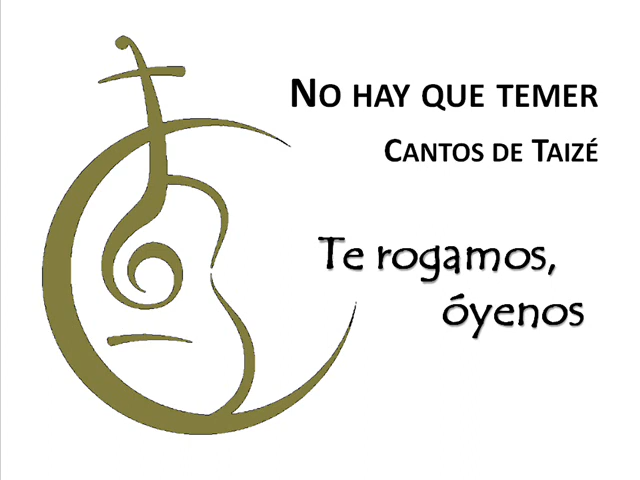 NO HAY QUE TEMER
CANTOS DE TAIZÉ
Te rogamos,
óyenos